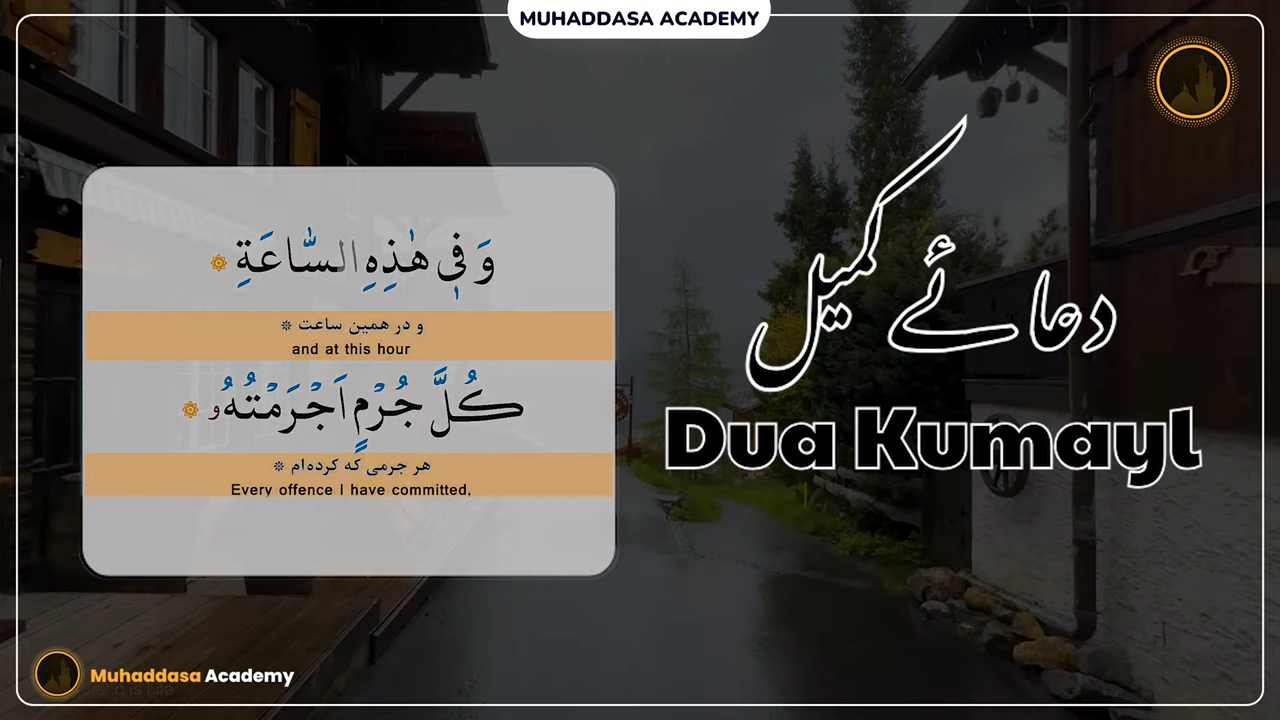 MUHADDASA ACADEMY
وَ فِیْ هٰذِهِ السَّاعَةِ ۞
و در همین ساعت ❊
and at this hour
كُلَّ جُرْمٍ اَجْرَمْتُهُو ۞
هر جرمی که کرده‌ام ❊
Every offence I have committed,
دعائے کمیل
Dua Kumayl
Muhaddasa Academy